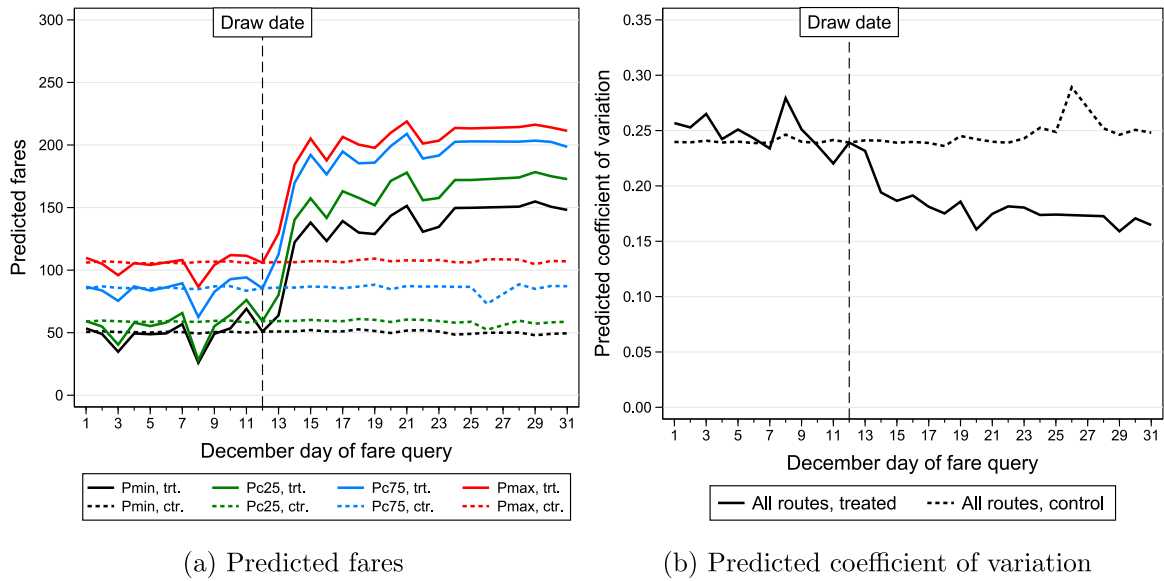 Draw date
300
250
200
150
100
50
0
Predicted fares
1 3 5 7 9 11 13 15 17 19 21 23 25 27 29 31
December day of fare query
Pmin, trt. Pc25, trt. Pc75, trt. Pmax, trt.
Pmin, ctr. Pc25, ctr. Pc75, ctr. Pmax, ctr.
(a) Predicted fares
Draw date
0.35
0.30
0.25
0.20
0.15
0.10
0.05
0.00
Predicted coefficient of variation
1 3 5 7 9 11 13 15 17 19 21 23 25 27 29 31
December day of fare query
All routes, treated All routes, control
(b) Predicted coefficient of variation